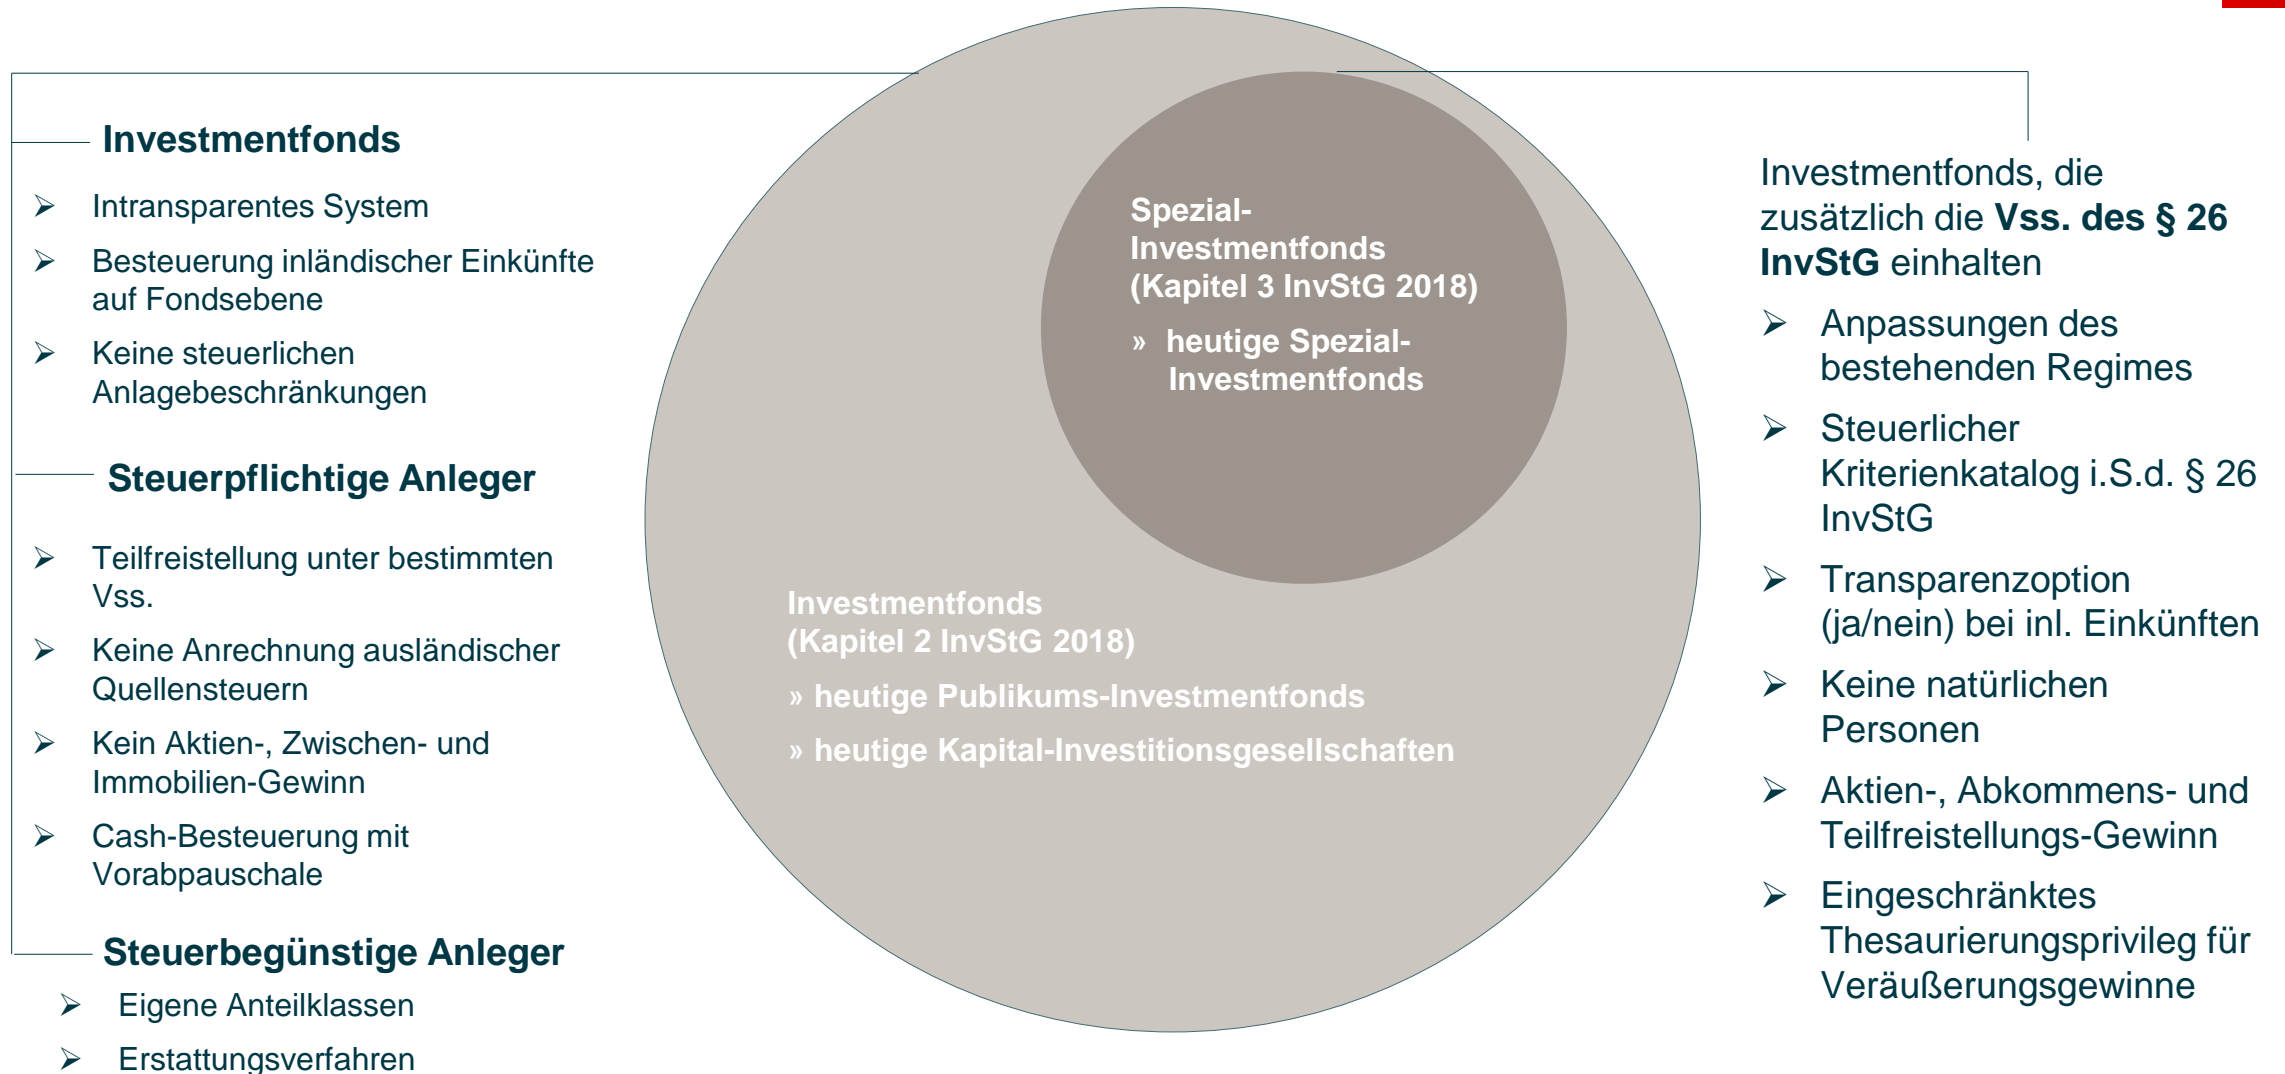 Investmentfonds
➢ Intransparentes System
➢ Besteuerung inländischer Einkünfte
auf Fondsebene
➢ Keine steuerlichen
Anlagebeschränkungen
Steuerpflichtige Anleger
➢ Teilfreistellung unter bestimmten
Vss.
➢ Keine Anrechnung ausländischer
Quellensteuern
➢ Kein Aktien-, Zwischen- und
Immobilien-Gewinn
➢ Cash-Besteuerung mit
Vorabpauschale
Steuerbegünstige Anleger
➢ Eigene Anteilklassen
➢ Erstattungsverfahren
Spezial-
Investmentfonds
(Kapitel 3 InvStG 2018)
» heutige Spezial-
Investmentfonds
Investmentfonds
(Kapitel 2 InvStG 2018)
» heutige Publikums-Investmentfonds
» heutige Kapital-Investitionsgesellschaften
Investmentfonds, die
zusätzlich die Vss. des § 26
InvStG einhalten
➢ Anpassungen des
bestehenden Regimes
➢ Steuerlicher
Kriterienkatalog i.S.d. § 26
InvStG
➢ Transparenzoption
(ja/nein) bei inl. Einkünften
➢ Keine natürlichen
Personen
➢ Aktien-, Abkommens- und
Teilfreistellungs-Gewinn
➢ Eingeschränktes
Thesaurierungsprivileg für
Veräußerungsgewinne